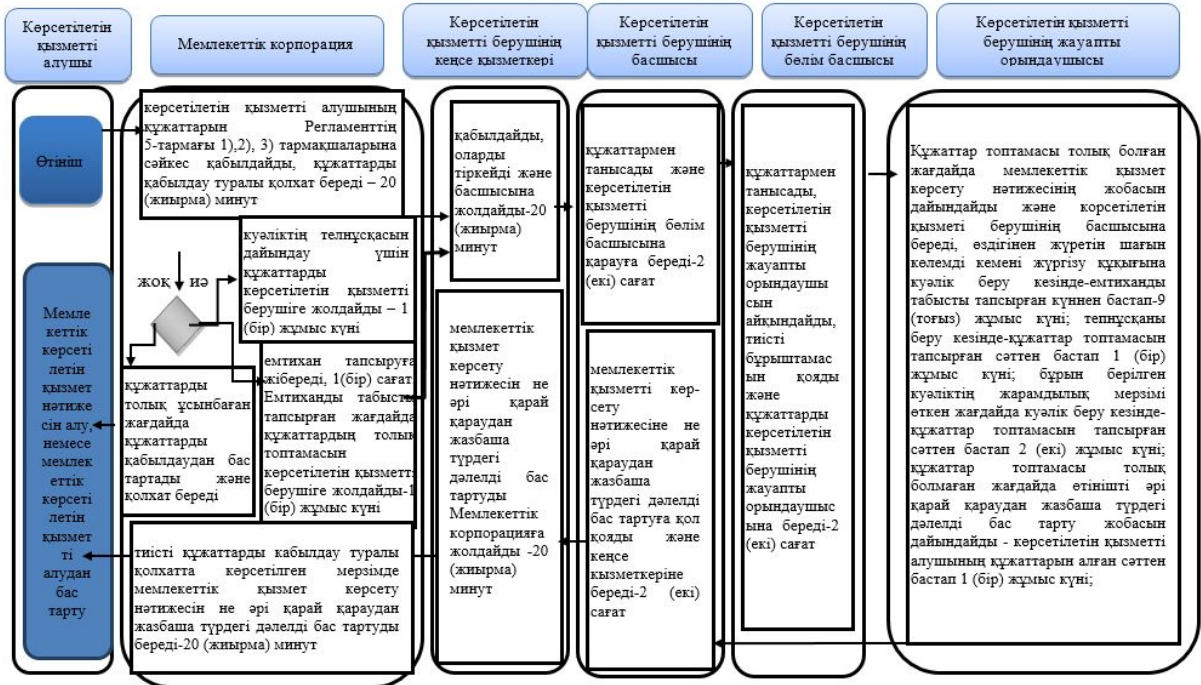 Көрсетілетін
қызметті
алушы
Мемлекеттік корпорация
Көрсетілетін
қызметті берушінің
кеңсе қызметкері
Көрсетілетін
қызметті берушінің
басшысы
Көрсетілетін
қызметті берушінің
бөлім басшысы
Көрсетілетін қызметті
берушінің жауапты
орындаушысы
Өтініш
көрсетілетін қызметті алушының
құжаттарын Регламенттің
5-тармағы 1),2), 3) тармақшаларына
сәйкес қабылдайды, құжаттарды
қабылдау туралы қолхат береді – 20
(жиырма) минут
куәліктің телнұсқасын
дайындау үшін
құжаттарды
көрсетілетін қызметті
берушіге жолдайды – 1
(бір) жұмыс күні
жоқ иә
емтихан тапсыруға
жібереді, 1(бір) сағат.
Емтиханды табысты
тапсырған жағдайда
құжаттардың толық
топтамасын
көрсетілетін қызметті
берушіге жолдайды-1
(бір) жұмыс күні
құжаттарды
толық ұсынбаған
жағдайда
құжаттарды
қабылдаудан бас
тартады және
қолхат береді
тиісті құжаттарды кабылдау туралы
қолхатта көрсетілген мерзімде
мемлекеттік қызмет көрсету
нәтижесін не әрі қарай қараудан
жазбаша түрдегі дәлелді бас тартуды
береді-20 (жиырма) минут
Мемле
кеттік
көрсеті
летін
қызмет
нәтиже
сін алу,
немесе
мемлек
еттік
көрсеті
летін
қызмет
ті
алудан
бас
тарту
қабылдайды,
оларды
тіркейді және
басшысына
жолдайды-20
(жиырма)
минут
мемлекеттік
қызмет
көрсету
нәтижесін не
әрі қарай
қараудан
жазбаша
түрдегі
дәлелді бас
тартуды
Мемлекеттік
корпорацияға
жолдайды -20
(жиырма)
минут
құжаттармен
танысады және
көрсетілетін
қызметті
берушінің бөлім
басшысына
қарауға береді-2
(екі) сағат
мемлекеттік
қызметті көр-
сету
нәтижесіне не
әрі қарай
қараудан
жазбаша
түрдегі дәлелді
бас тартуға қол
қояды және
кеңсе
кызметкеріне
береді-2 (екі)
сағат
құжаттармен
танысады,
көрсетілетін
қызметті
берушінің
жауапты
орындаушы
сын
айқындайды,
тиісті
бұрыштамас
ын қояды
және
құжаттарды
көрсетілетін
қызметті
берушінің
жауапты
орындаушыс
ына береді-2
(екі) сағат
Құжаттар топтамасы толық болған
жағдайда мемлекеттік қызмет
көрсету нәтижесінің жобасын
дайындайды және корсетілетін
қызметі берушінің басшысына
береді, өздігінен жүретін шағын
көлемді кемені жүргізу құқығына
куәлік беру кезінде-емтиханды
табысты тапсырған күннен бастап-9
(тоғыз) жұмыс күні; тепнұсқаны
беру кезінде-құжаттар топтамасын
тапсырған сәттен бастап 1 (бір)
жұмыс күні; бұрын берілген
куәліктің жарамдылық мерзімі
өткен жағдайда куәлік беру кезінде-
құжаттар топтамасын тапсырған
сәттен бастап 2 (екі) жұмыс күні;
құжаттар топтамасы толық
болмаған жағдайда өтінішті әрі
қарай қараудан жазбаша түрдегі
дәлелді бас тарту жобасын
дайындайды - көрсетілетін қызметті
алушының құжаттарын алған сәттен
бастап 1 (бір) жұмыс күні;